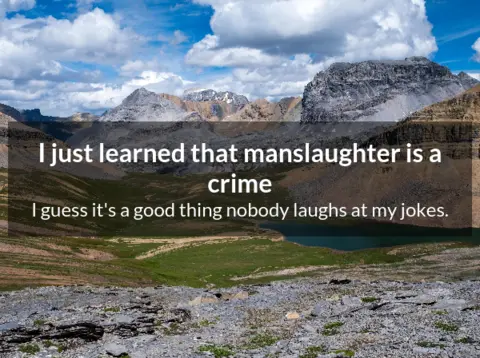 I just learned that manslaughter is a
crime
I guess it's a good thing nobody laughs at my jokes.